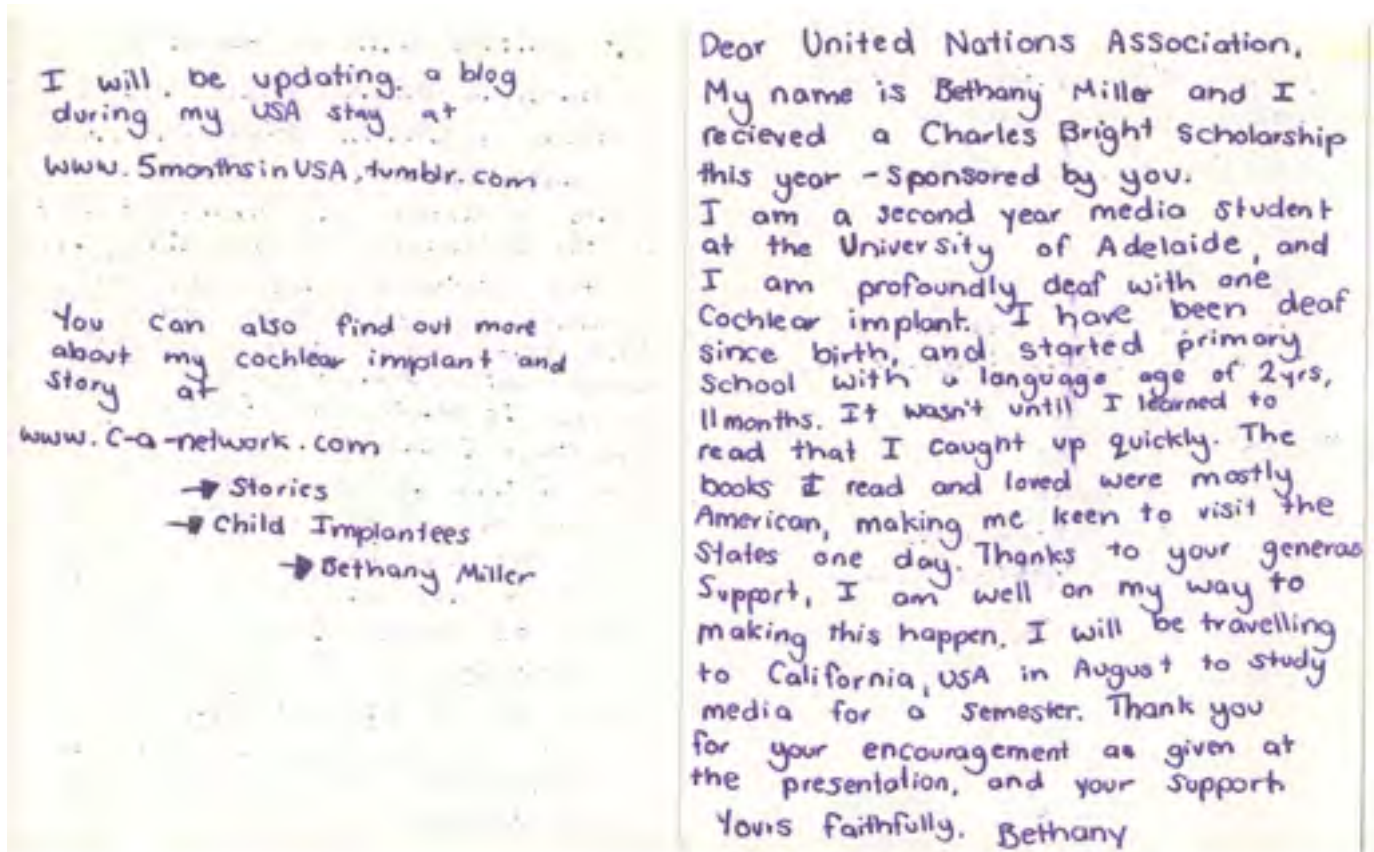 I will be updating a blog
during my USA stay at
www.5monthsinUSA.tumblr.com
You can also find out more
about my cochlear implant and
story at
www.c-a-network.com
→ Stories
→ Child Implantees
→ Bethany Miller
Dear United Nations Association,
My name is Bethany Miller and I
recieved a Charles Bright Scholarship
this year - Sponsored by you.
I am a second year media student
at the University of Adelaide, and
I am profoundly deaf with one
Cochlear implant. I have been deaf
since birth, and started primary
School with a language age of 2yrs,
11 months. It wasn't until I learned to
read that I caught up quickly. The
books I read and loved were mostly
American, making me keen to visit the
States one day. Thanks to your generas
Support, I am well on my way to
making this happen. I will be travelling
to California, USA in August to study
media for a semester. Thank you
for your encouragement as given at
the presentation, and your Support
Yours faithfully, Bethany